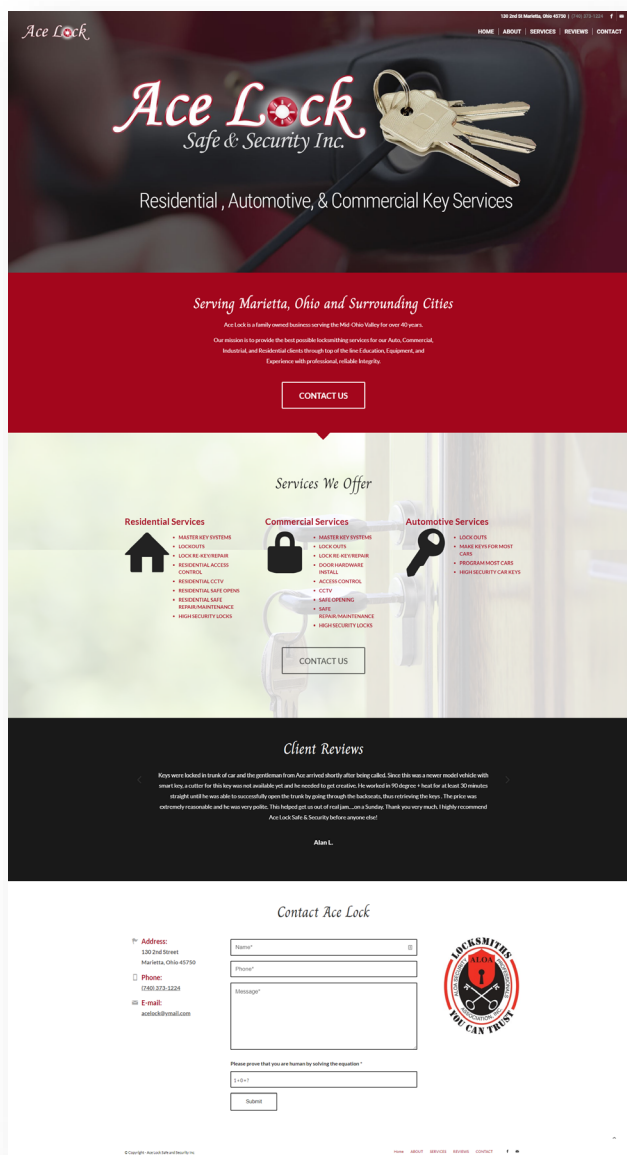 130 2nd St Marietta, Ohio 45750 | (740) 373-1224
Ace Lock
HOME | ABOUT | SERVICES | REVIEWS | CONTACT
Ace Lock
Safe & Security Inc.
Residential , Automotive, & Commercial Key Services
Serving Marietta, Ohio and Surrounding Cities
Ace Lock is a family owned business serving the Mid-Ohio Valley for over 40 years.
Our mission is to provide the best possible locksmithing services for our Auto, Commercial,
Industrial, and Residential clients through top of the line Education, Equipment, and
Experience with professional, reliable Integrity.
CONTACT US
Services We Offer
Residential Services
MASTER KEY SYSTEMS
LOCKOUTS
LOCK RE-KEY/REPAIR
RESIDENTIAL ACCESS
CONTROL
RESIDENTIAL CCTV
RESIDENTIAL SAFE OPENS
RESIDENTIAL SAFE
REPAIR/MAINTENANCE
HIGH SECURITY LOCKS
Commercial Services
MASTER KEY SYSTEMS
LOCK OUTS
LOCK RE-KEY/REPAIR
DOOR HARDWARE
INSTALL
ACCESS CONTROL
CCTV
SAFE OPENING
SAFE
REPAIR/MAINTENANCE
HIGH SECURITY LOCKS
Automotive Services
LOCK OUTS
MAKE KEYS FOR MOST
CARS
PROGRAM MOST CARS
HIGH SECURITY CAR KEYS
CONTACT US
Client Reviews
Keys were locked in trunk of car and the gentleman from Ace arrived shortly after being called. Since this was a newer model vehicle with
smart key, a cutter for this key was not available yet and he needed to get creative. He worked in 90 degree + heat for at least 30 minutes
straight until he was able to successfully open the trunk by going through the backseats, thus retrieving the keys . The price was
extremely reasonable and he was very polite. This helped get us out of real jam....on a Sunday. Thank you very much. I highly recommend
Ace Lock Safe & Security before anyone else!
Alan L.
Contact Ace Lock
Address:
130 2nd Street
Marietta, Ohio 45750
Phone:
(740) 373-1224
E-mail:
acelock@ymail.com
Name*
Phone*
Message*
Please prove that you are human by solving the equation *
1+6=?
Submit
LOCKSMITHS
ALOA
ALOA SECURITY PROFESSIONALS
ASSOCIATION, INC.
YOU CAN TRUST
© Copyright - Ace Lock Safe and Security Inc.
Home ABOUT SERVICES REVIEWS CONTACT